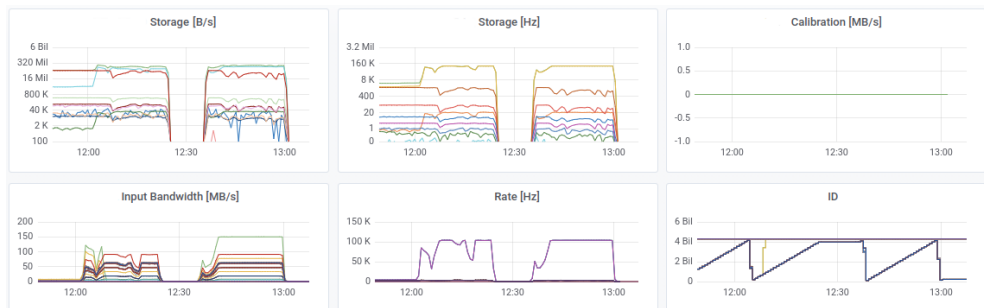 Storage [B/s]
6 Bil
320 Mil
16 Mil
800 K
40 K
2 K
100
12:00
12:30
13:00
Storage [Hz]
3.2 Mil
160 K
8 K
400
20
1
0
12:00
12:30
13:00
Calibration [MB/s]
1.0
0.5
0
-0.5
-1.0
12:00
12:30
13:00
Input Bandwidth [MB/s]
200
150
100
50
0
12:00
12:30
13:00
Rate [Hz]
150 K
100 K
50 K
0
12:00
12:30
13:00
ID
6 Bil
4 Bil
2 Bil
0
12:00
12:30
13:00